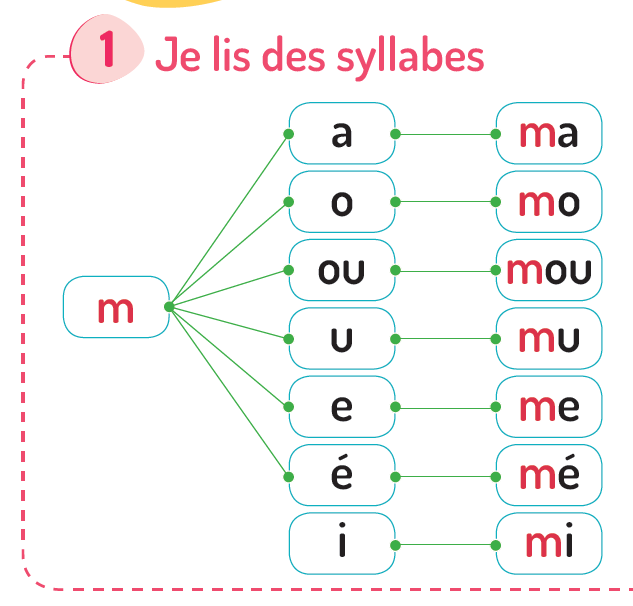 1 Je lis des syllabes
a ma
o mo
ou mou
m
u mu
e me
é mé
i mi